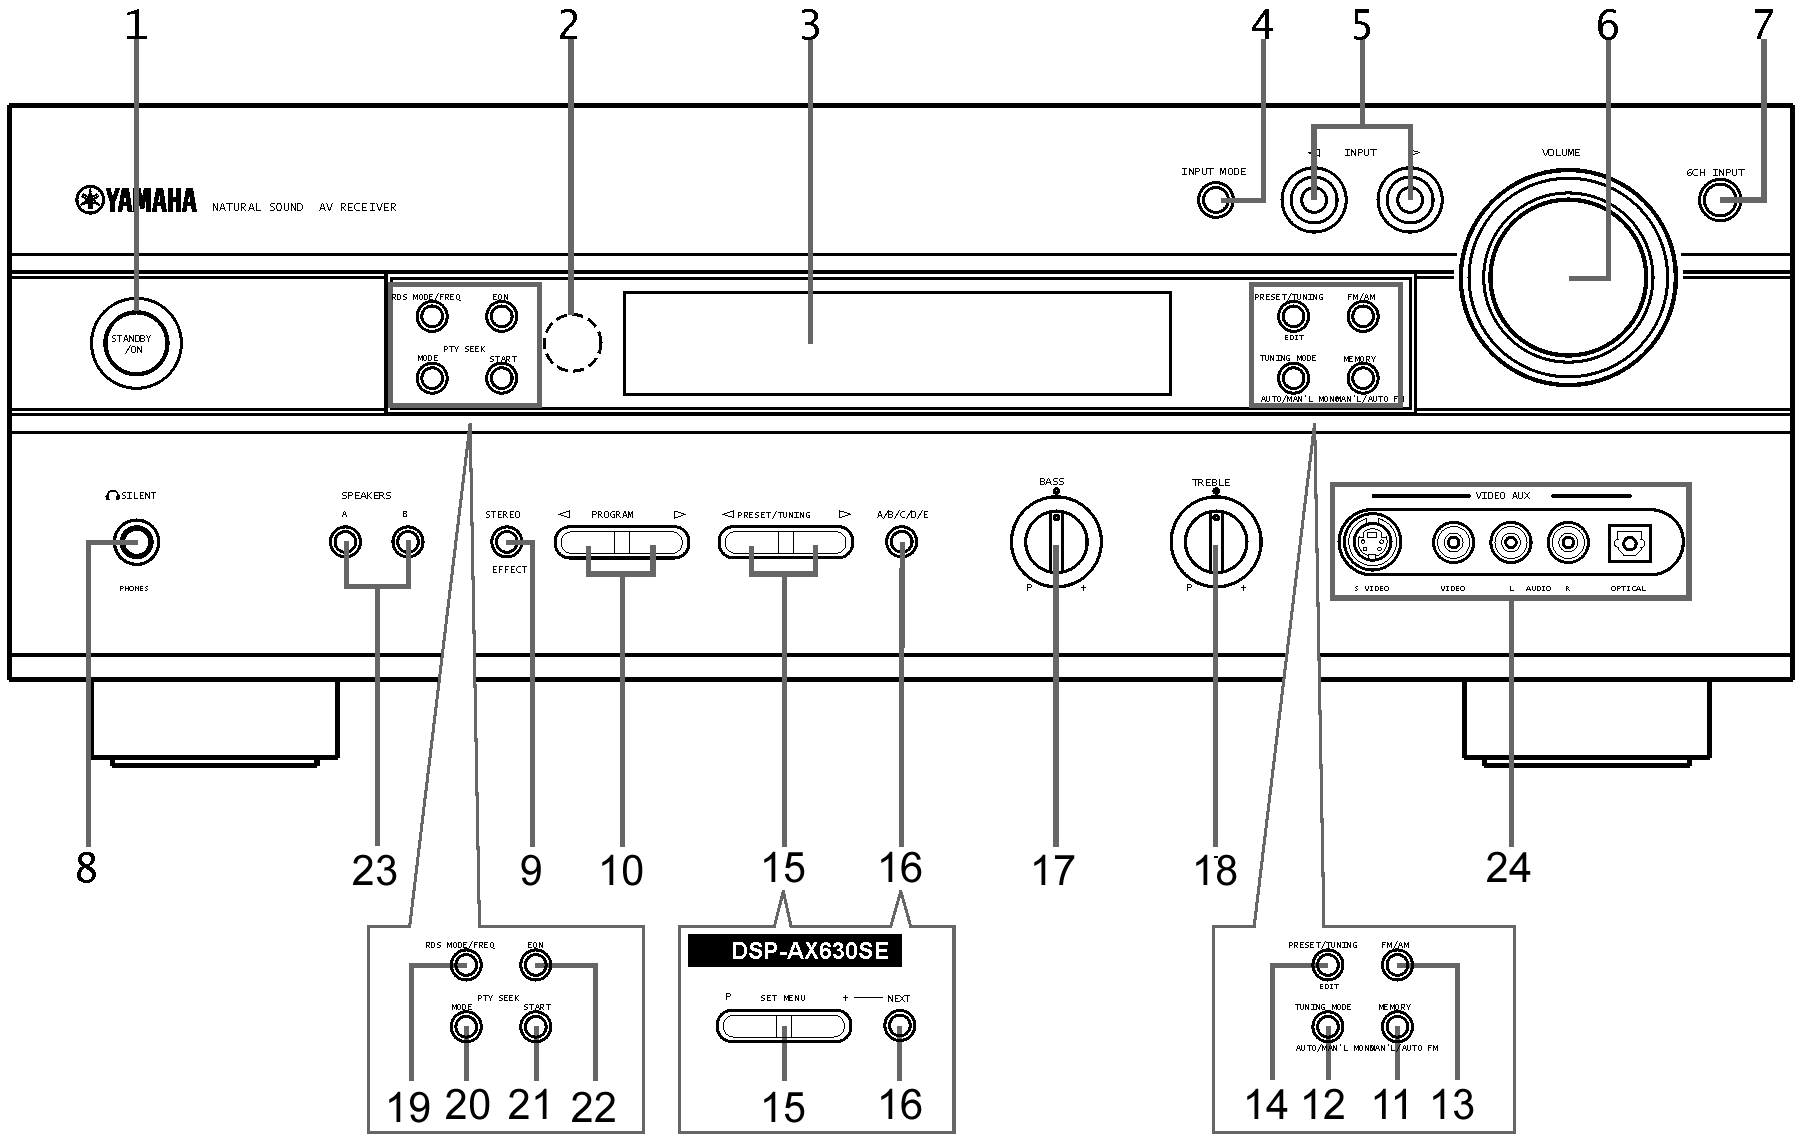 1 2 3 4 5 6 7
INPUT VOLUME
INPUT MODE 6CH INPUT
YAMAHA NATURAL SOUND AV RECEIVER
RDS MODE/FREQ EON PRESET/TUNING FM/AM
STANDBY
/ON
EDIT
PTY SEEK
MODE START TUNING MODE MEMORY
AUTO/MAN'L MONO MAN'L/AUTO FM
SILENT SPEAKERS BASS TREBLE VIDEO AUX
A B STEREO PROGRAM PRESET/TUNING A/B/C/D/E
EFFECT
PHONES P + P + S VIDEO VIDEO L AUDIO R OPTICAL
8 23 9 10 15 16 17 18 24
RDS MODE/FREQ EON
PTY SEEK
MODE START
19 20 21 22
DSP-AX630SE
P SET MENU + NEXT
15 16
PRESET/TUNING FM/AM
EDIT
TUNING MODE MEMORY
AUTO/MAN'L MONO MAN'L/AUTO FM
14 12 11 13